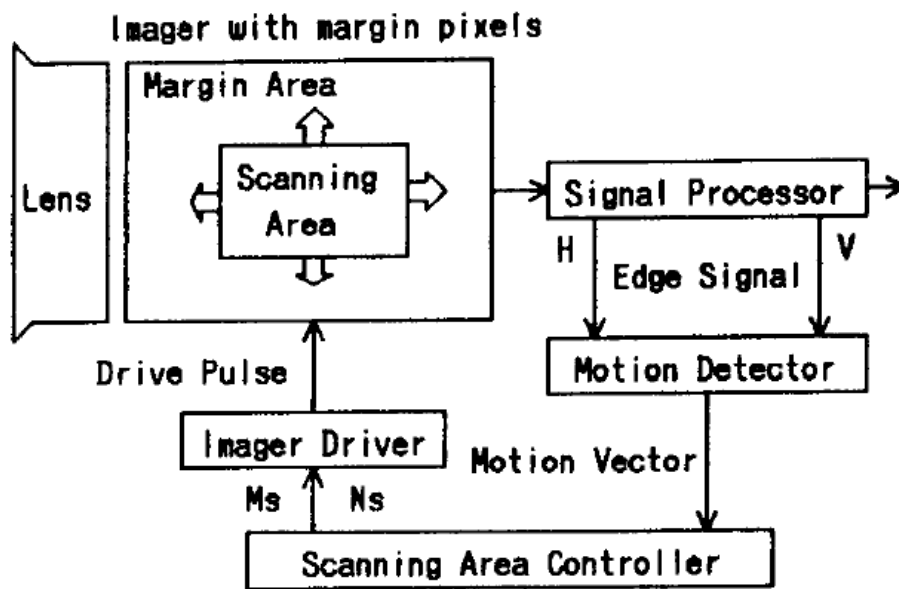 Imager with margin pixels
Margin Area
Lens
Scanning
Area
Signal Processor
H
V
Edge Signal
Drive Pulse
Motion Detector
Imager Driver
Motion Vector
Ms Ns
Scanning Area Controller